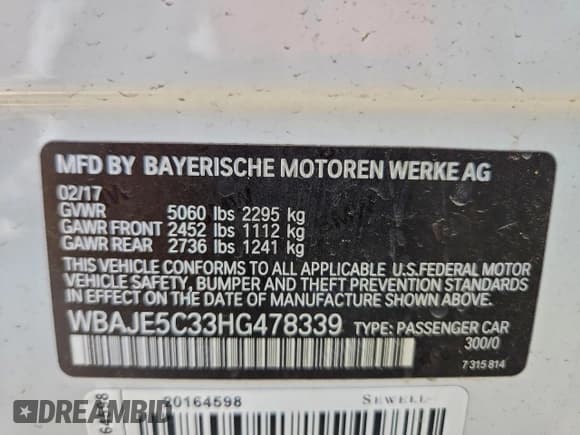 MFD BY BAYERISCHE MOTOREN WERKE AG
02/17
GVWR 5060 lbs 2295 kg
GAWR FRONT 2452 lbs 1112 kg
GAWR REAR 2736 lbs 1241 kg
THIS VEHICLE CONFORMS TO ALL APPLICABLE U.S.FEDERAL MOTOR
VEHICLE SAFETY, BUMPER AND THEFT PREVENTION STANDARDS
IN EFFECT ON THE DATE OF MANUFACTURE SHOWN ABOVE.
WBAJE5C33HG478339 TYPE: PASSENGER CAR
300/0
7315814
20164598 SEWELL
64598
DREAMBID